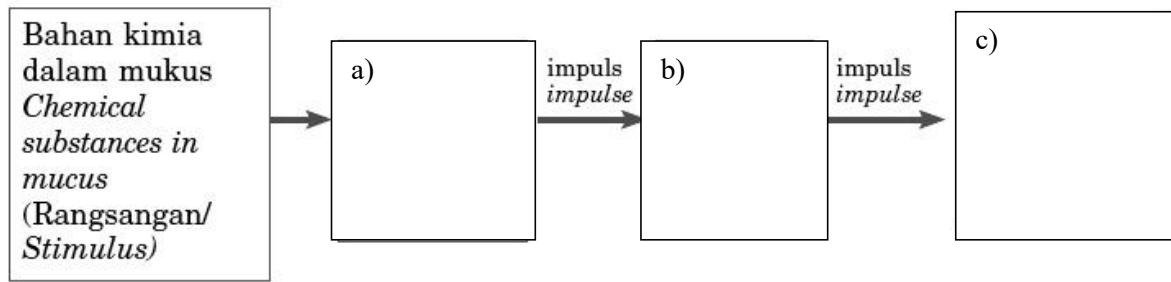 Bahan kimia
dalam mukus
Chemical
substances in
mucus
(Rangsangan/
Stimulus)
a)
impuls
impulse
b)
impuls
impulse
c)